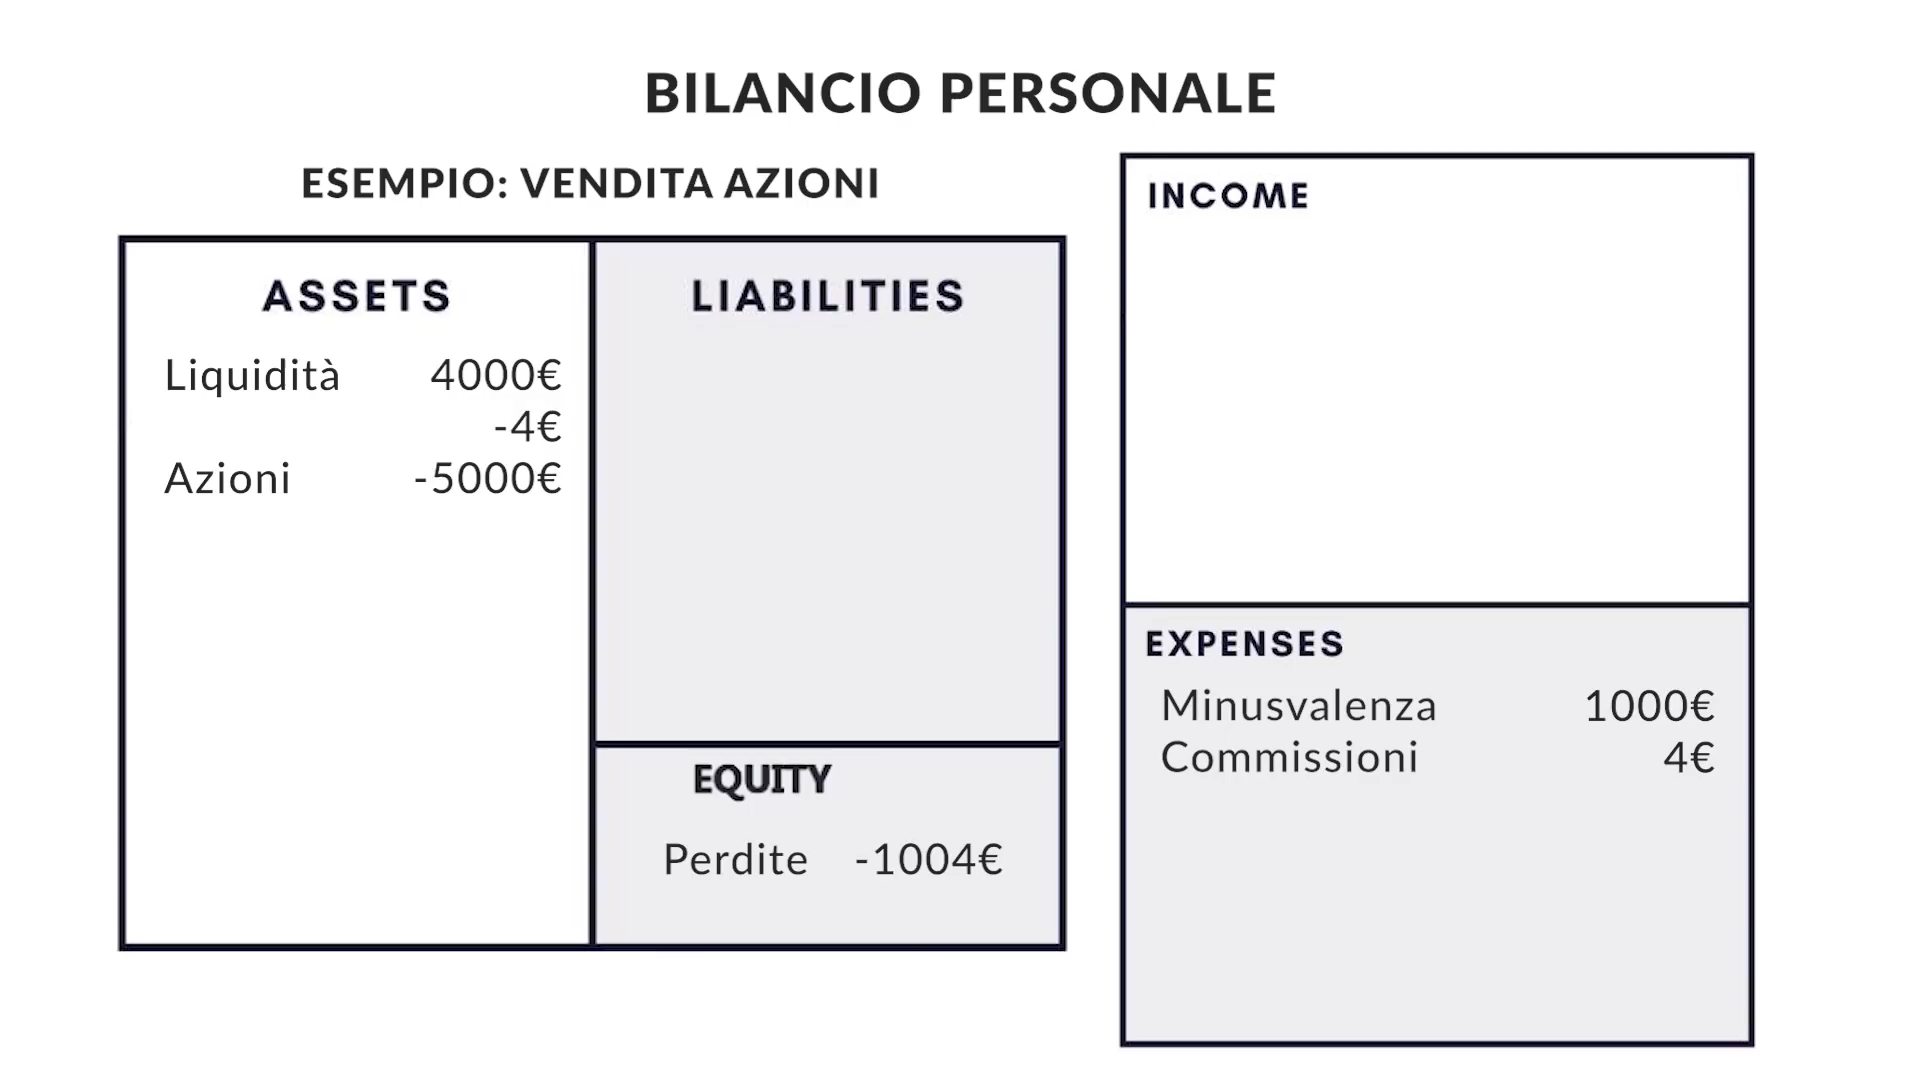 BILANCIO PERSONALE
ESEMPIO: VENDITA AZIONI
ASSETS
Liquidità 4000€
-4€
Azioni -5000€
LIABILITIES
EQUITY
Perdite -1004€
INCOME
EXPENSES
Minusvalenza 1000€
Commissioni 4€